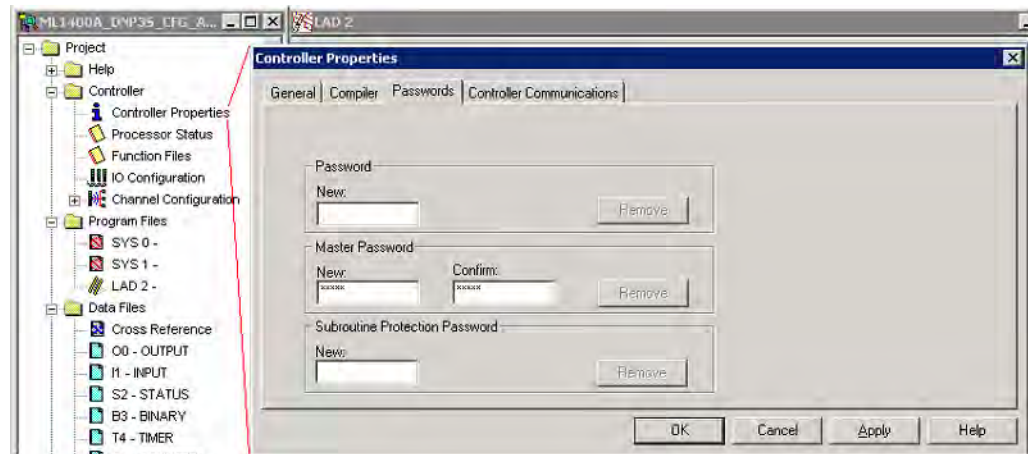 ML1400A_DNP35_CFG_A...
LAD 2
Project
Help
Controller
Controller Properties
Processor Status
Function Files
IO Configuration
Channel Configuration
Program Files
SYS 0 -
SYS 1 -
LAD 2 -
Data Files
Cross Reference
O0 - OUTPUT
I1 - INPUT
S2 - STATUS
B3 - BINARY
T4 - TIMER
Controller Properties
General Compiler Passwords Controller Communications
Password
New:
Remove
Master Password
New: Confirm:
xxxxx xxxxx Remove
Subroutine Protection Password
New:
Remove
OK Cancel Apply Help